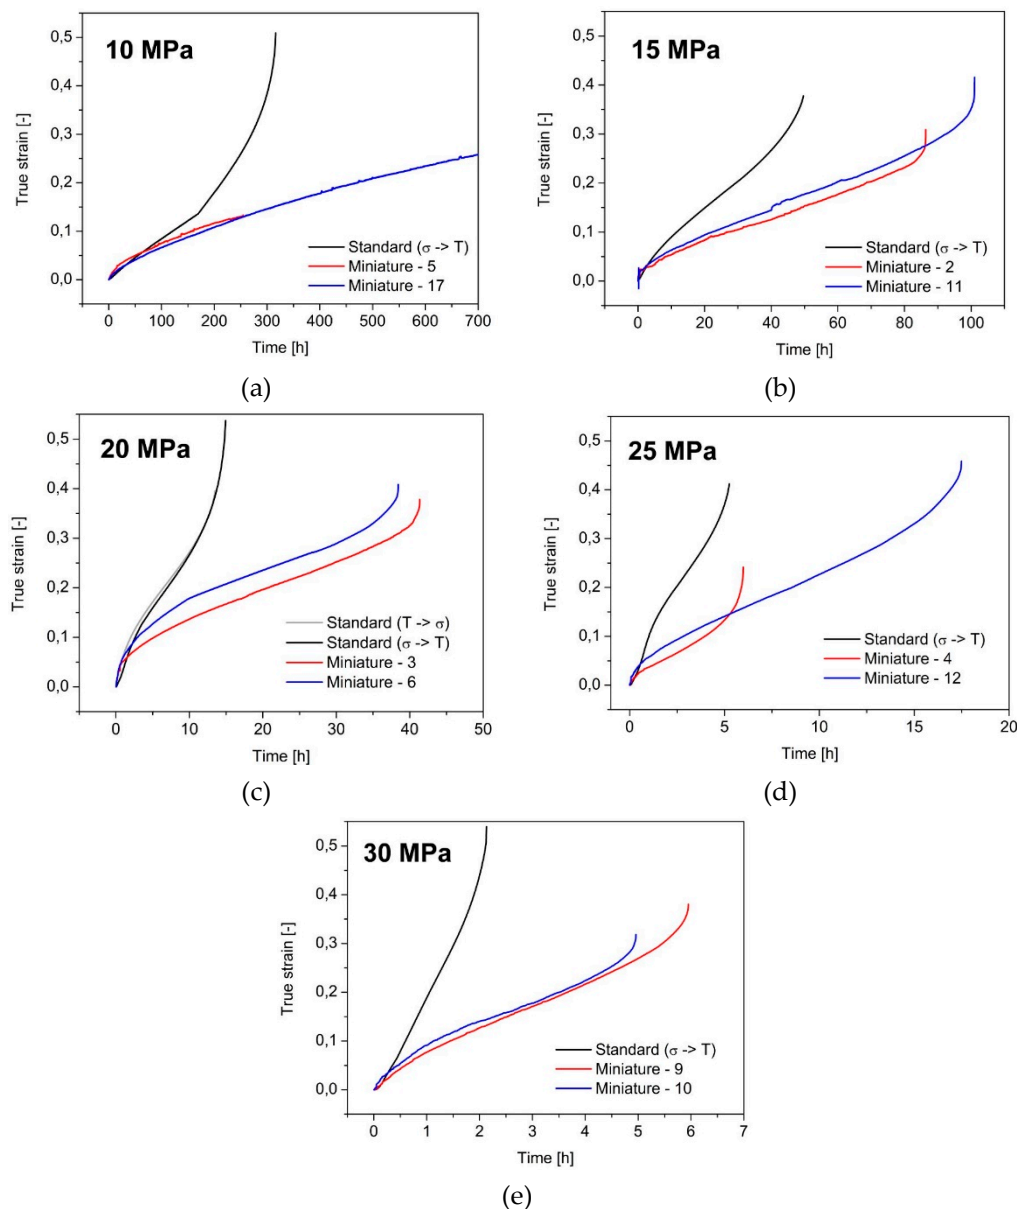 10 MPa
True strain [-]
0,5
0,4
0,3
0,2
0,1
0,0
Standard (σ -> T)
Miniature - 5
Miniature - 17
0 100 200 300 400 500 600 700
Time [h]
(a)
15 MPa
True strain [-]
0,5
0,4
0,3
0,2
0,1
0,0
Standard (σ -> T)
Miniature - 2
Miniature - 11
0 20 40 60 80 100
Time [h]
(b)
20 MPa
True strain [-]
0,5
0,4
0,3
0,2
0,1
0,0
Standard (T -> σ)
Standard (σ -> T)
Miniature - 3
Miniature - 6
0 10 20 30 40 50
Time [h]
(c)
25 MPa
True strain [-]
0,5
0,4
0,3
0,2
0,1
0,0
Standard (σ -> T)
Miniature - 4
Miniature - 12
0 5 10 15 20
Time [h]
(d)
30 MPa
True strain [-]
0,5
0,4
0,3
0,2
0,1
0,0
Standard (σ -> T)
Miniature - 9
Miniature - 10
0 1 2 3 4 5 6 7
Time [h]
(e)